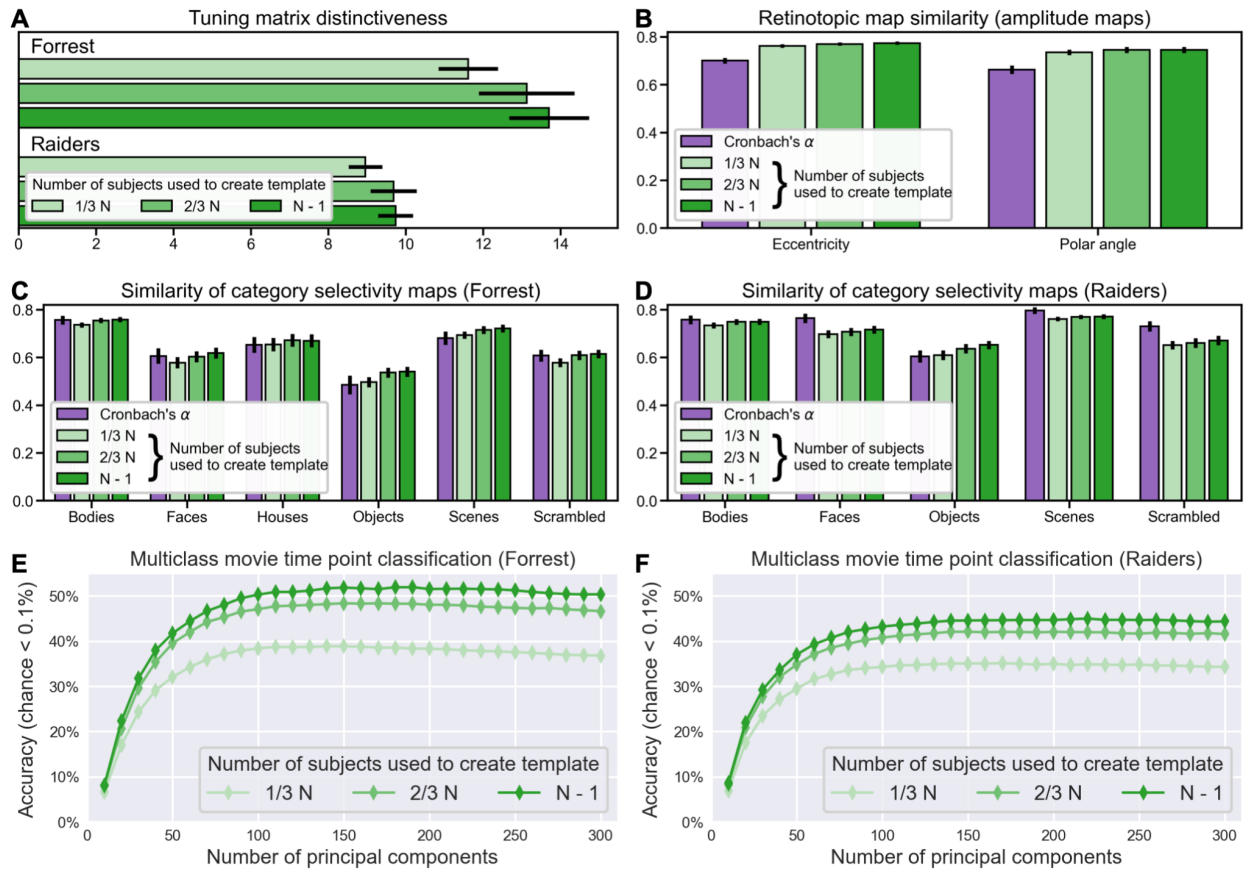 A
Tuning matrix distinctiveness
Forrest
Raiders
Number of subjects used to create template
1/3 N 2/3 N N - 1
0 2 4 6 8 10 12 14
B
Retinotopic map similarity (amplitude maps)
0.8
0.6
0.4
0.2
0.0
Cronbach's α
1/3 N
2/3 N
N - 1
} Number of subjects
used to create template
Eccentricity Polar angle
C
Similarity of category selectivity maps (Forrest)
0.8
0.6
0.4
0.2
0.0
Cronbach's α
1/3 N
2/3 N
N - 1
} Number of subjects
used to create template
Bodies Faces Houses Objects Scenes Scrambled
D
Similarity of category selectivity maps (Raiders)
0.8
0.6
0.4
0.2
0.0
Cronbach's α
1/3 N
2/3 N
N - 1
} Number of subjects
used to create template
Bodies Faces Objects Scenes Scrambled
E
Multiclass movie time point classification (Forrest)
Accuracy (chance < 0.1%)
50%
40%
30%
20%
10%
0%
Number of subjects used to create template
1/3 N 2/3 N N - 1
0 50 100 150 200 250 300
Number of principal components
F
Multiclass movie time point classification (Raiders)
Accuracy (chance < 0.1%)
50%
40%
30%
20%
10%
0%
Number of subjects used to create template
1/3 N 2/3 N N - 1
0 50 100 150 200 250 300
Number of principal components